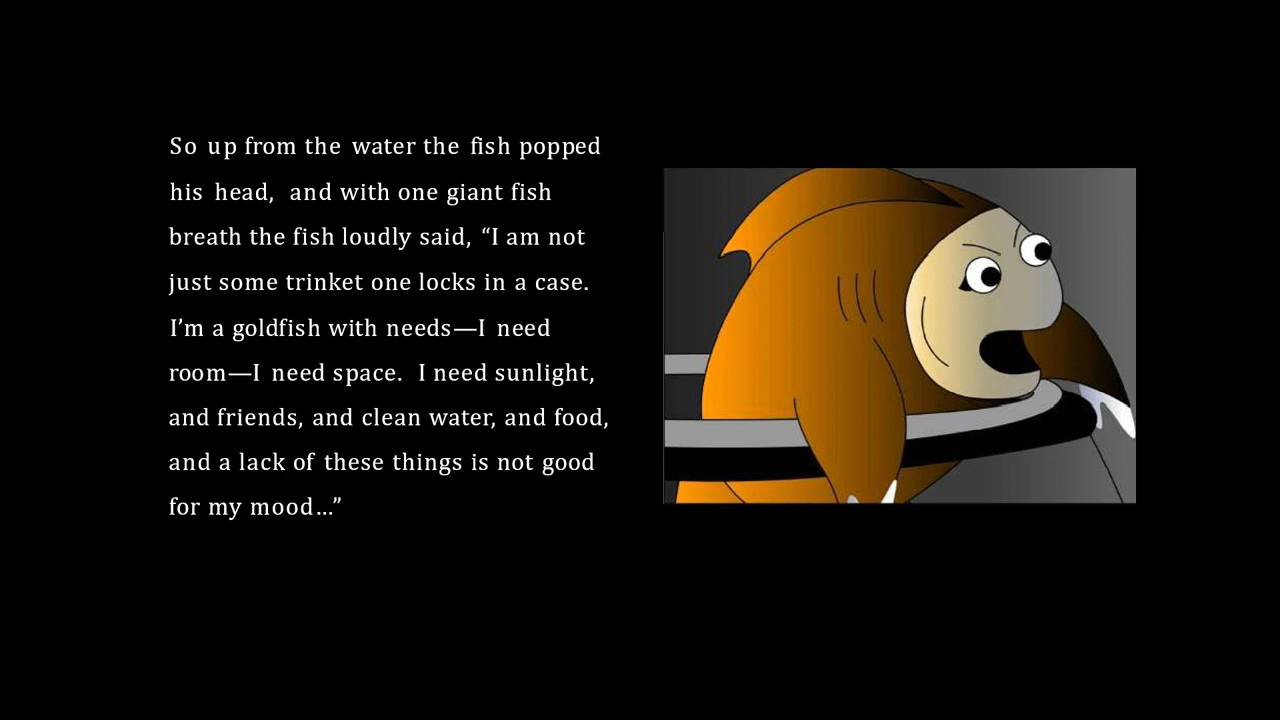 So up from the water the fish popped
his head, and with one giant fish
breath the fish loudly said, “I am not
just some trinket one locks in a case.
I’m a goldfish with needs—I need
room—I need space. I need sunlight,
and friends, and clean water, and food,
and a lack of these things is not good
for my mood…”